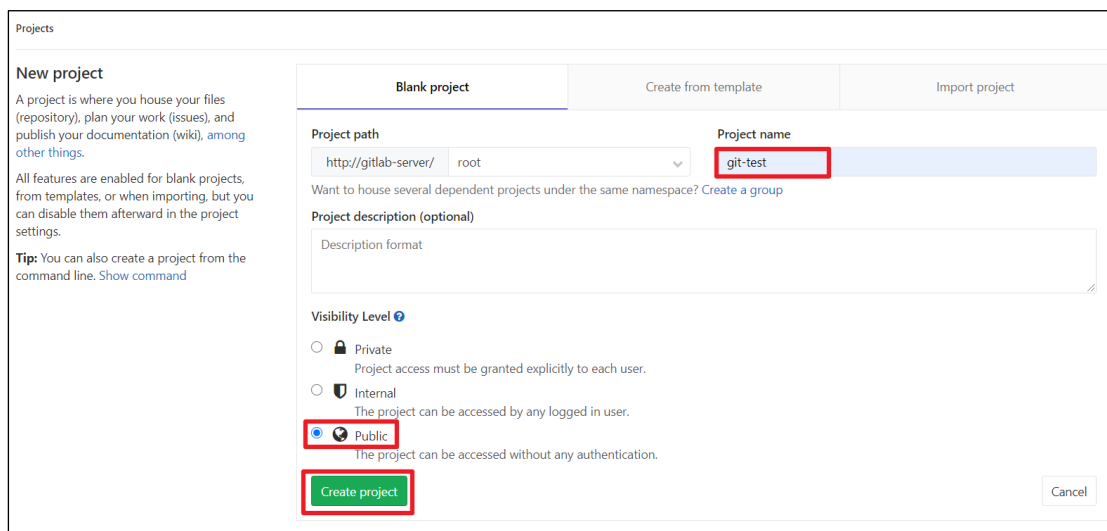 Projects
New project
A project is where you house your files
(repository), plan your work (issues), and
publish your documentation (wiki), among
other things.
All features are enabled for blank projects,
from templates, or when importing, but you
can disable them afterward in the project
settings.
Tip: You can also create a project from the
command line. Show command
Blank project
Create from template
Import project
Project path
Project name
http://gitlab-server/
root
git-test
Want to house several dependent projects under the same namespace? Create a group
Project description (optional)
Description format
Visibility Level
Private
Project access must be granted explicitly to each user.
Internal
The project can be accessed by any logged in user.
Public
The project can be accessed without any authentication.
Create project
Cancel